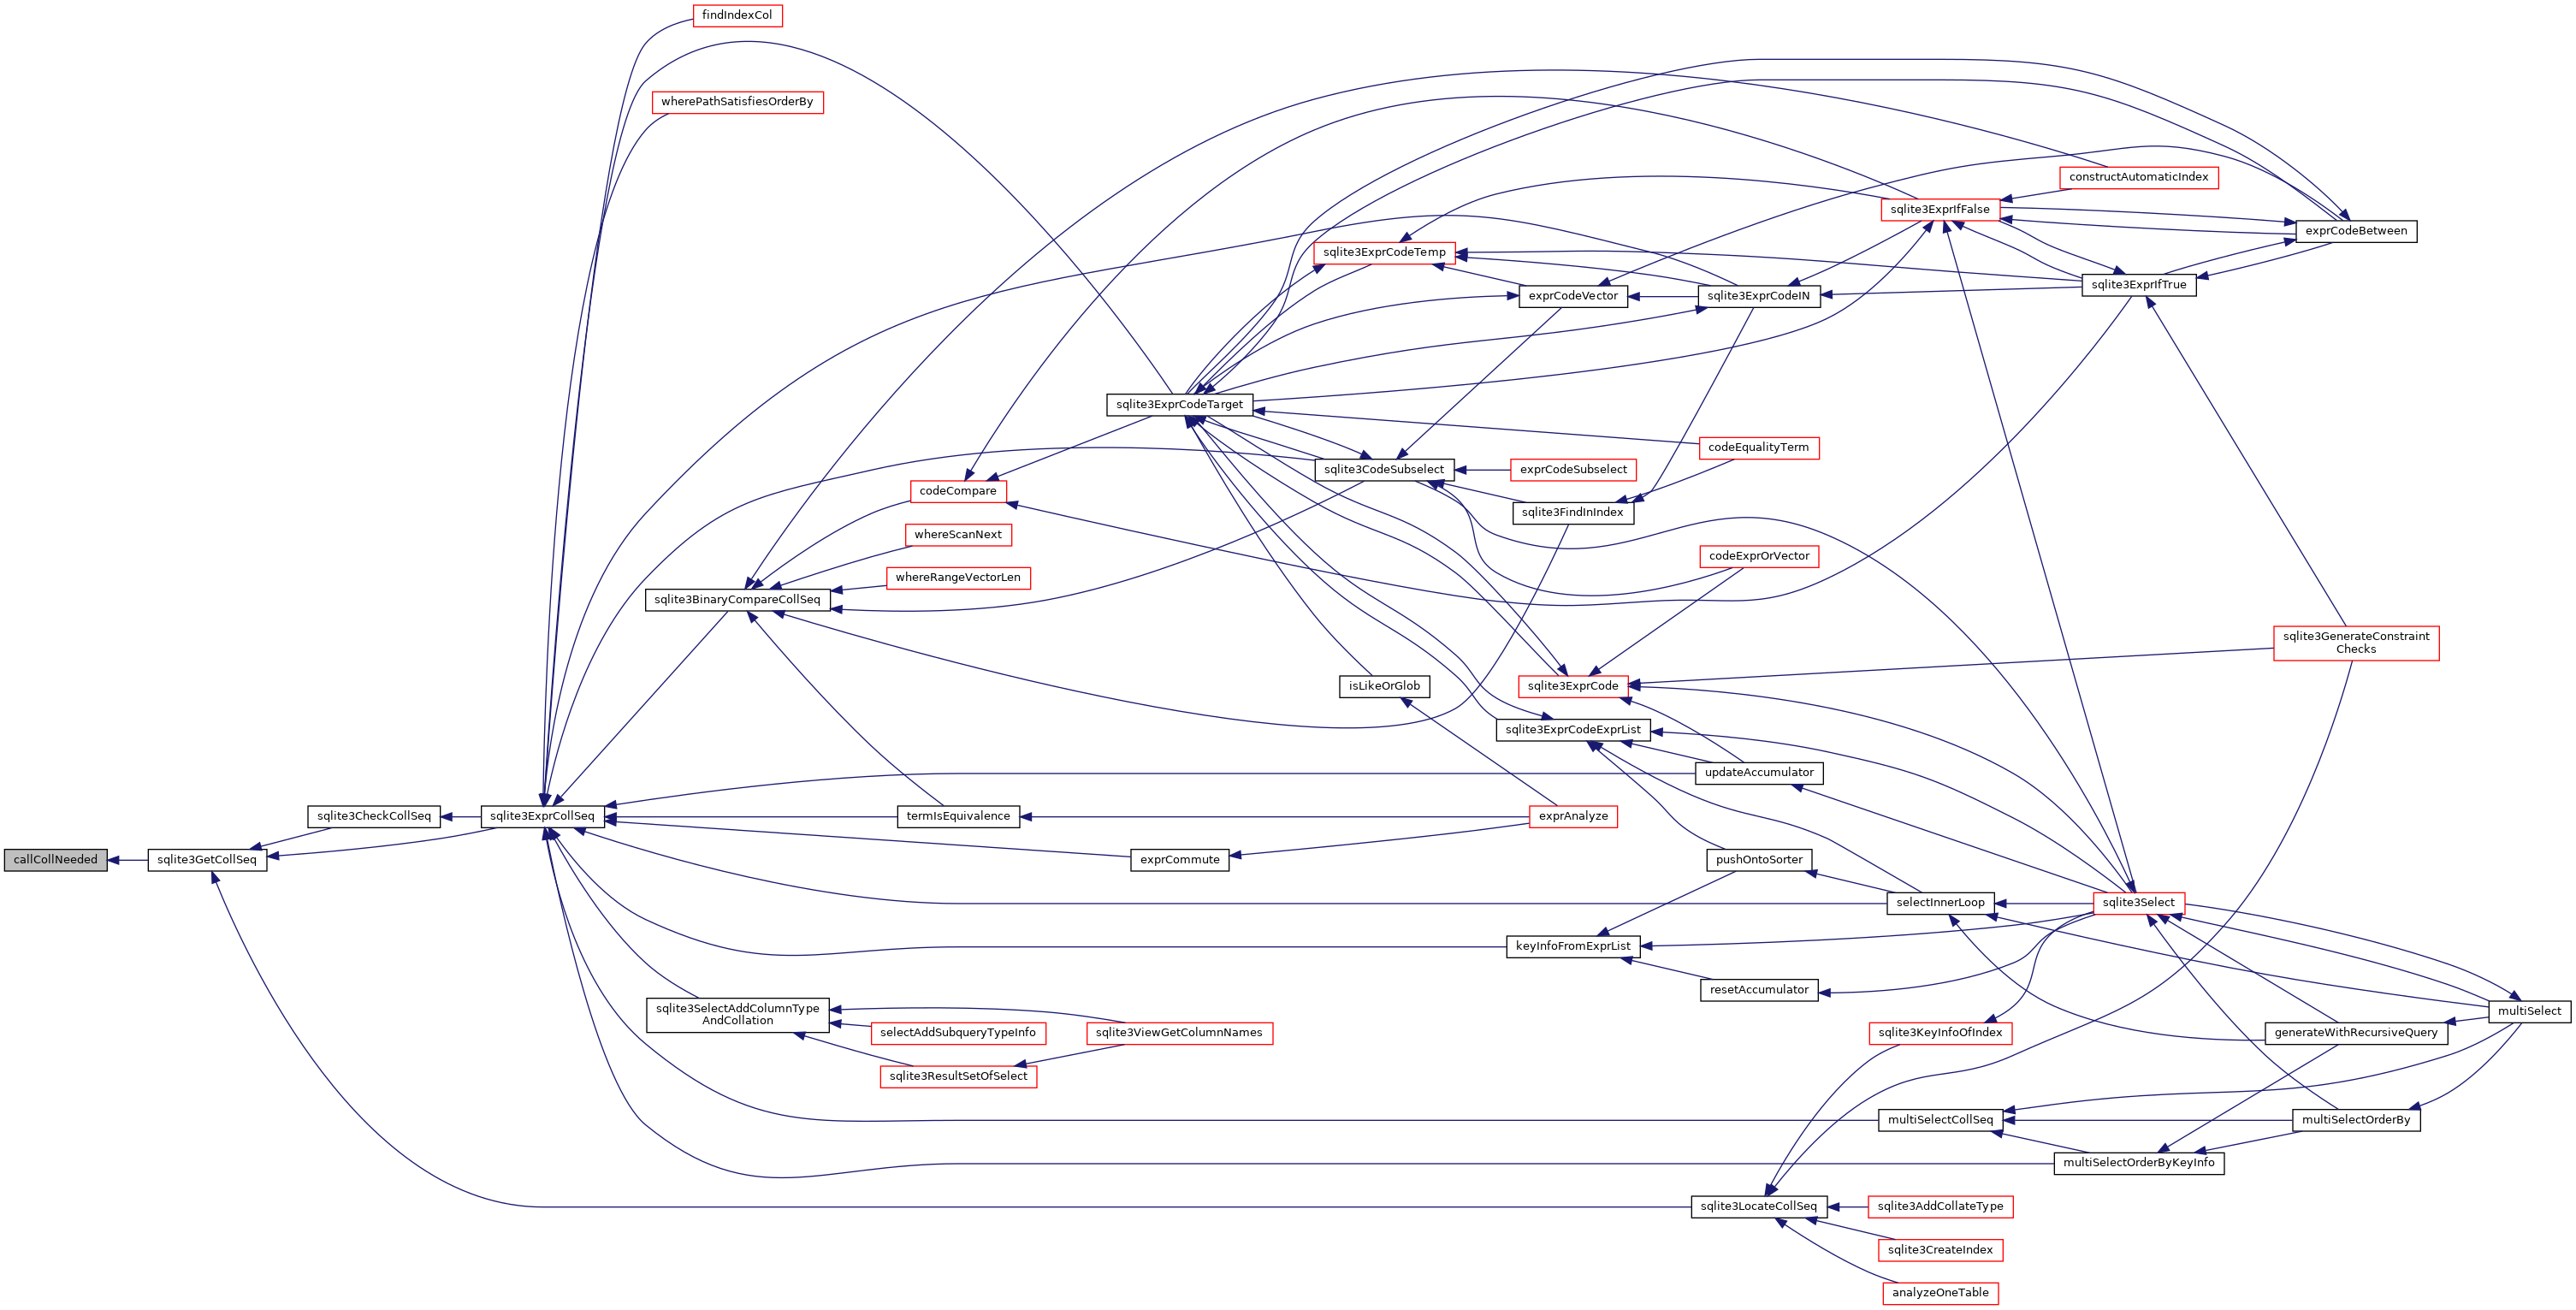 findIndexCol
wherePathSatisfiesOrderBy
constructAutomaticIndex
sqlite3ExprIfFalse
exprCodeBetween
sqlite3ExprCodeTemp
sqlite3ExprIfTrue
exprCodeVector
sqlite3ExprCodeIN
sqlite3ExprCodeTarget
codeEqualityTerm
sqlite3CodeSubselect
exprCodeSubselect
codeCompare
sqlite3FindInIndex
whereScanNext
codeExprOrVector
whereRangeVectorLen
sqlite3BinaryCompareCollSeq
sqlite3GenerateConstraint
Checks
isLikeOrGlob
sqlite3ExprCode
sqlite3ExprCodeExprList
updateAccumulator
sqlite3CheckCollSeq
sqlite3ExprCollSeq
termIsEquivalence
exprAnalyze
callCollNeeded
sqlite3GetCollSeq
exprCommute
pushOntoSorter
selectInnerLoop
sqlite3Select
keyInfoFromExprList
resetAccumulator
sqlite3SelectAddColumnType
AndCollation
multiSelect
selectAddSubqueryTypeInfo
sqlite3ViewGetColumnNames
sqlite3KeyInfoOfIndex
generateWithRecursiveQuery
sqlite3ResultSetOfSelect
multiSelectCollSeq
multiSelectOrderBy
multiSelectOrderByKeyInfo
sqlite3LocateCollSeq
sqlite3AddCollateType
sqlite3CreateIndex
analyzeOneTable